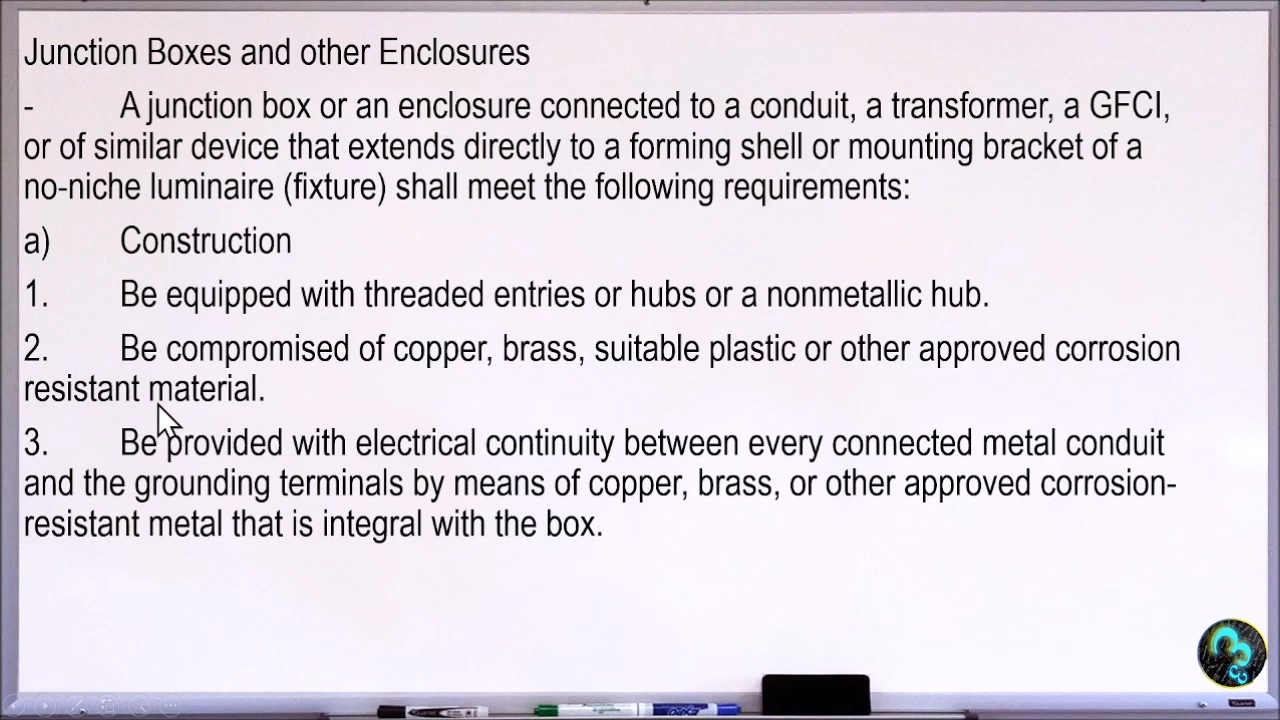 Junction Boxes and other Enclosures
- A junction box or an enclosure connected to a conduit, a transformer, a GFCI,
or of similar device that extends directly to a forming shell or mounting bracket of a
no-niche luminaire (fixture) shall meet the following requirements:
a) Construction
1. Be equipped with threaded entries or hubs or a nonmetallic hub.
2. Be compromised of copper, brass, suitable plastic or other approved corrosion
resistant material.
3. Be provided with electrical continuity between every connected metal conduit
and the grounding terminals by means of copper, brass, or other approved corrosion-
resistant metal that is integral with the box.